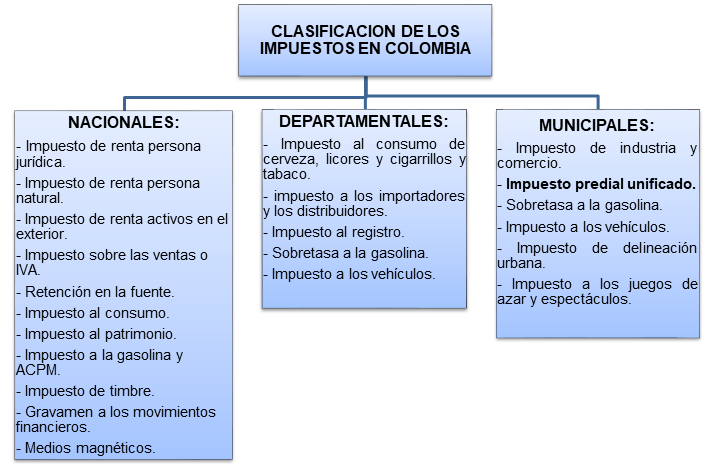 CLASIFICACION DE LOS
IMPUESTOS EN COLOMBIA
NACIONALES:
- Impuesto de renta persona
jurídica.
- Impuesto de renta persona
natural.
- Impuesto de renta activos en el
exterior.
- Impuesto sobre las ventas o
IVA.
- Retención en la fuente.
- Impuesto al consumo.
- Impuesto al patrimonio.
- Impuesto a la gasolina y
ACPM.
- Impuesto de timbre.
- Gravamen a los movimientos
financieros.
- Medios magnéticos.
DEPARTAMENTALES:
- Impuesto al consumo de
cerveza, licores y cigarrillos y
tabaco.
- impuesto a los importadores
y los distribuidores.
- Impuesto al registro.
- Sobretasa a la gasolina.
- Impuesto a los vehículos.
MUNICIPALES:
- Impuesto de industria y
comercio.
- Impuesto predial unificado.
- Sobretasa a la gasolina.
- Impuesto a los vehículos.
- Impuesto de delineación
urbana.
- Impuesto a los juegos de
azar y espectáculos.